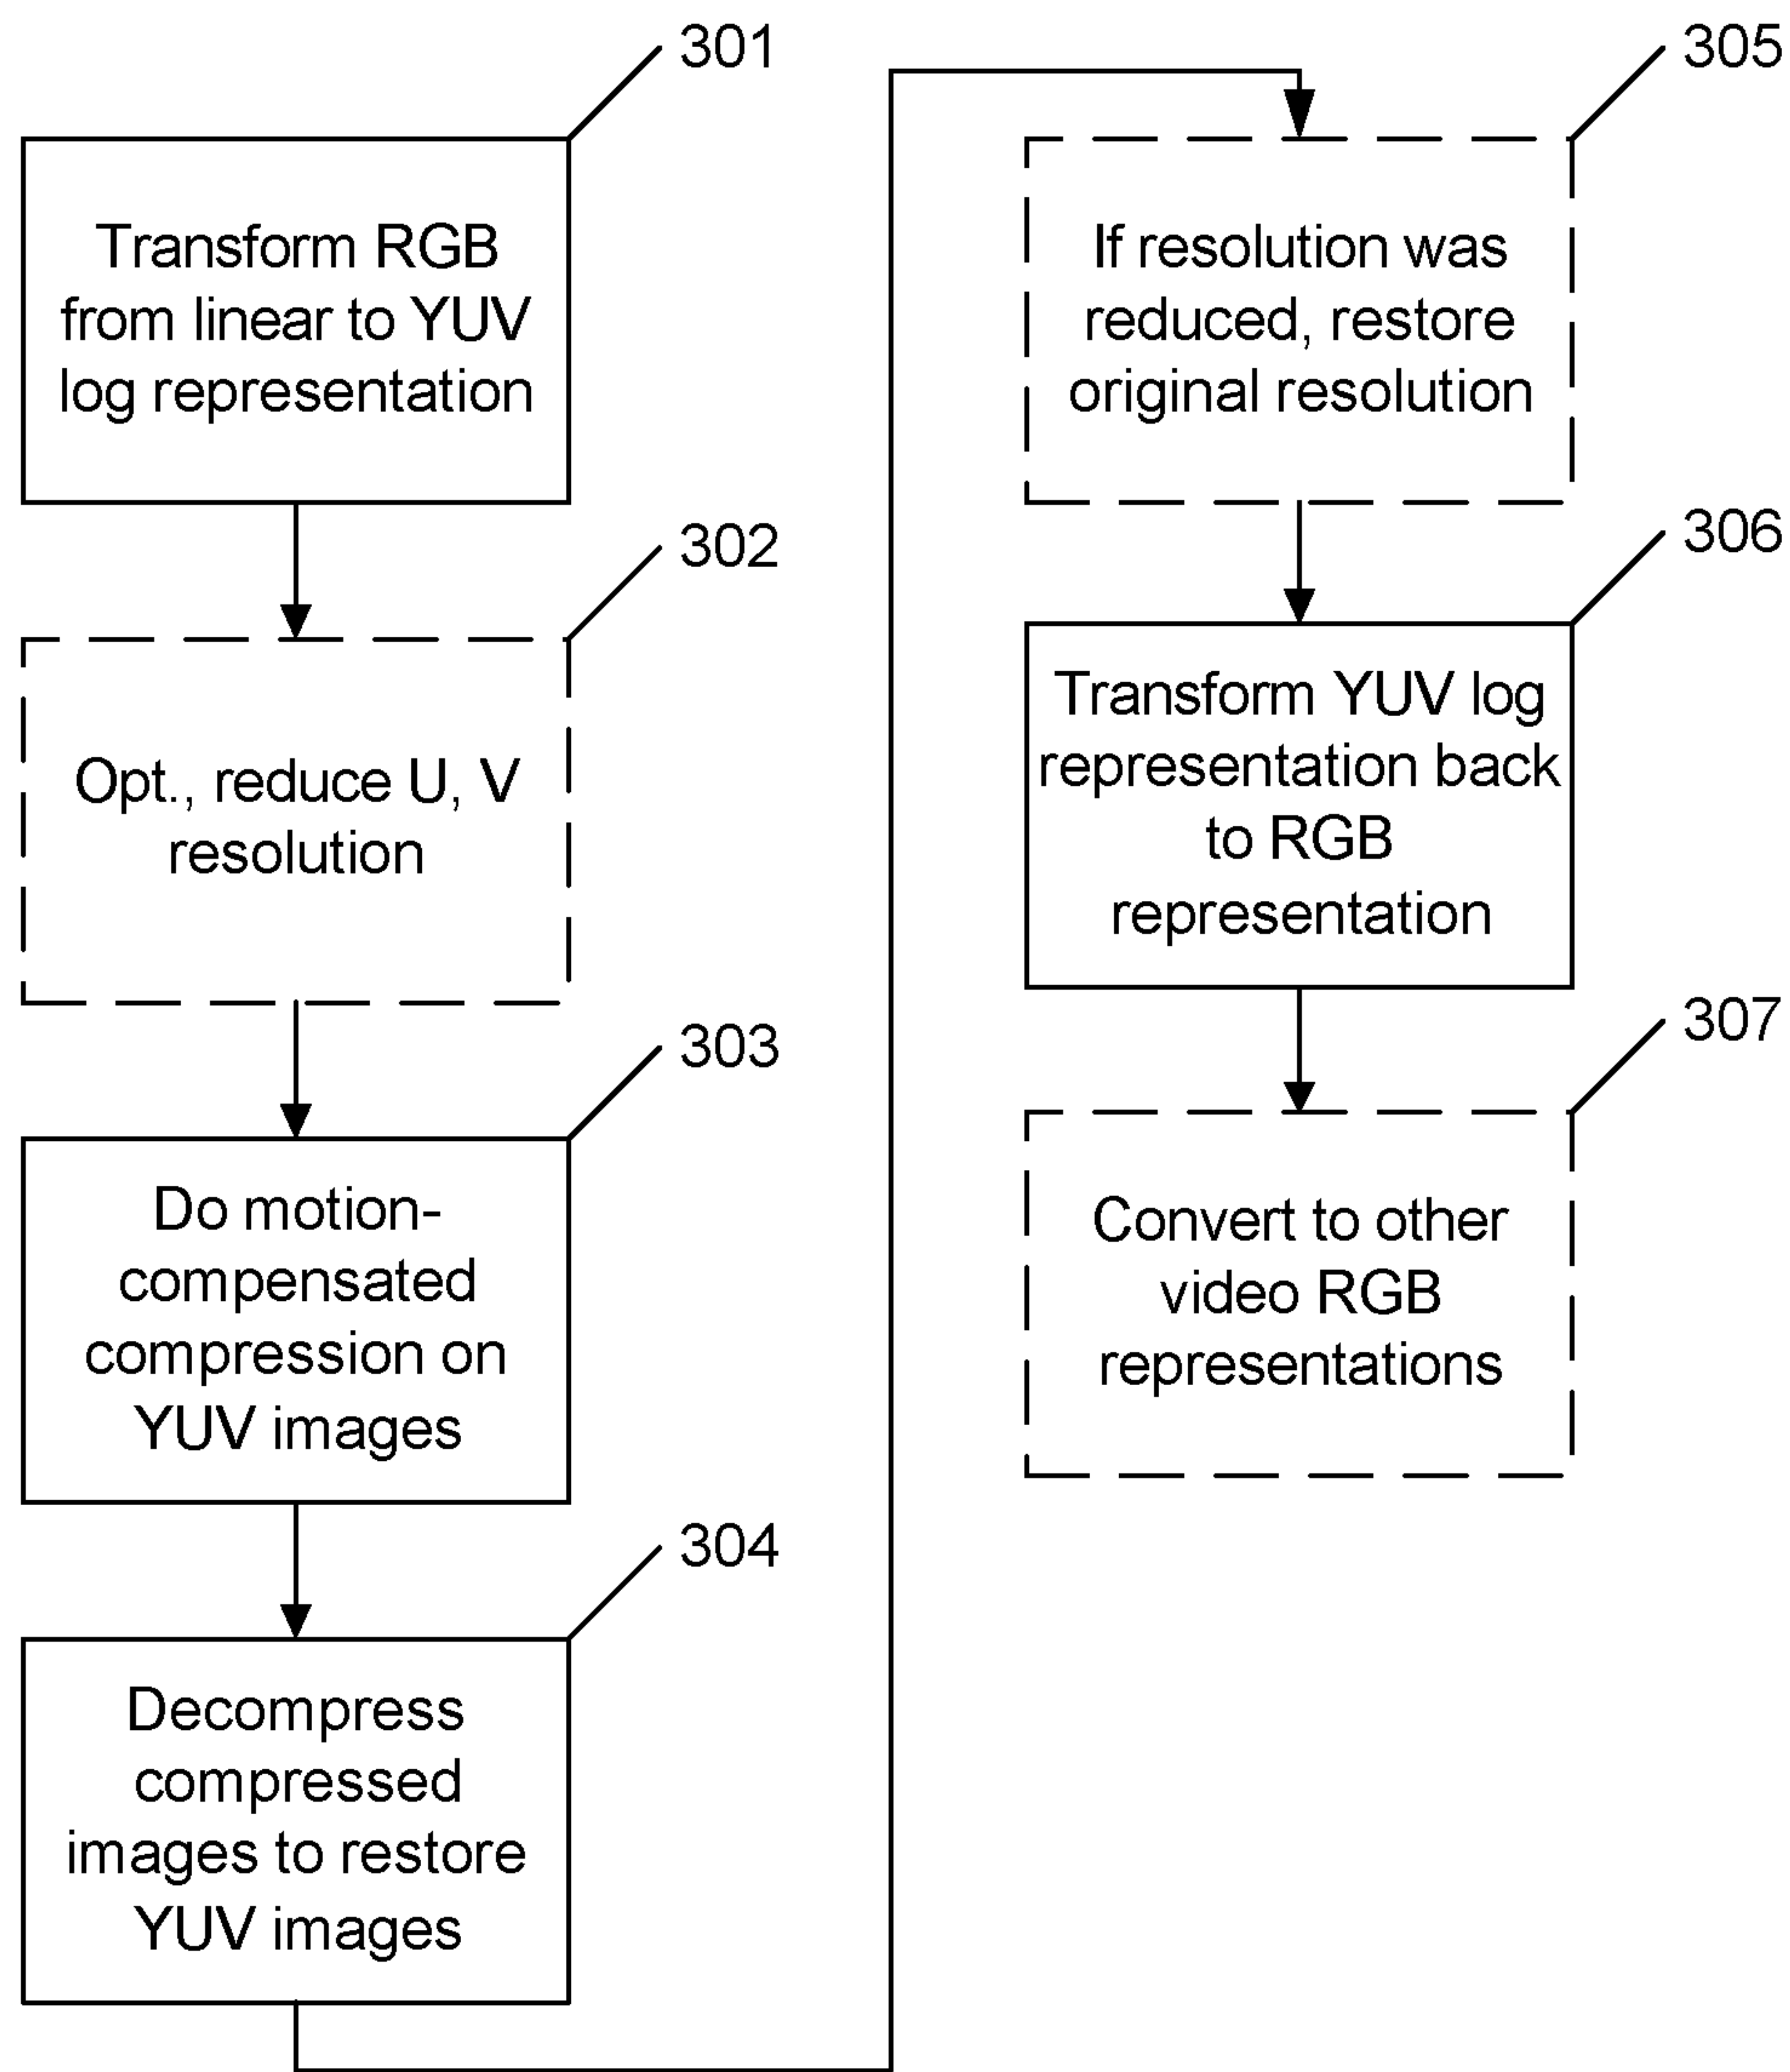 301
Transform RGB
from linear to YUV
log representation
302
Opt., reduce U, V
resolution
303
Do motion-
compensated
compression on
YUV images
304
Decompress
compressed
images to restore
YUV images
305
If resolution was
reduced, restore
original resolution
306
Transform YUV log
representation back
to RGB
representation
307
Convert to other
video RGB
representations